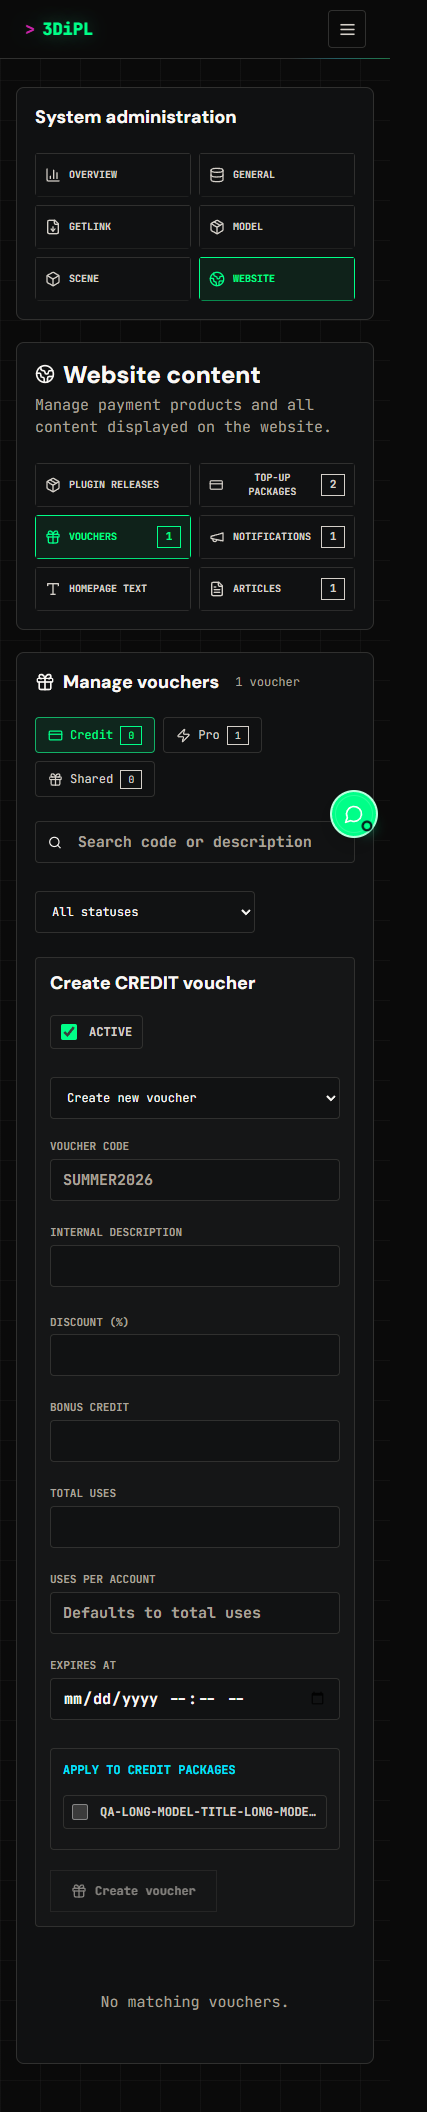 > 3DiPL
System administration
OVERVIEW
GENERAL
GETLINK
MODEL
SCENE
WEBSITE
Website content
Manage payment products and all
content displayed on the website.
PLUGIN RELEASES
TOP-UP
PACKAGES
2
VOUCHERS
1
NOTIFICATIONS
1
HOMEPAGE TEXT
ARTICLES
1
Manage vouchers
1 voucher
Credit
0
Pro
1
Shared
0
Search code or description
All statuses
Create CREDIT voucher
ACTIVE
Create new voucher
VOUCHER CODE
SUMMER2026
INTERNAL DESCRIPTION
DISCOUNT (%)
BONUS CREDIT
TOTAL USES
USES PER ACCOUNT
Defaults to total uses
EXPIRES AT
mm/dd/yyyy --:-- --
APPLY TO CREDIT PACKAGES
QA-LONG-MODEL-TITLE-LONG-MODE…
Create voucher
No matching vouchers.